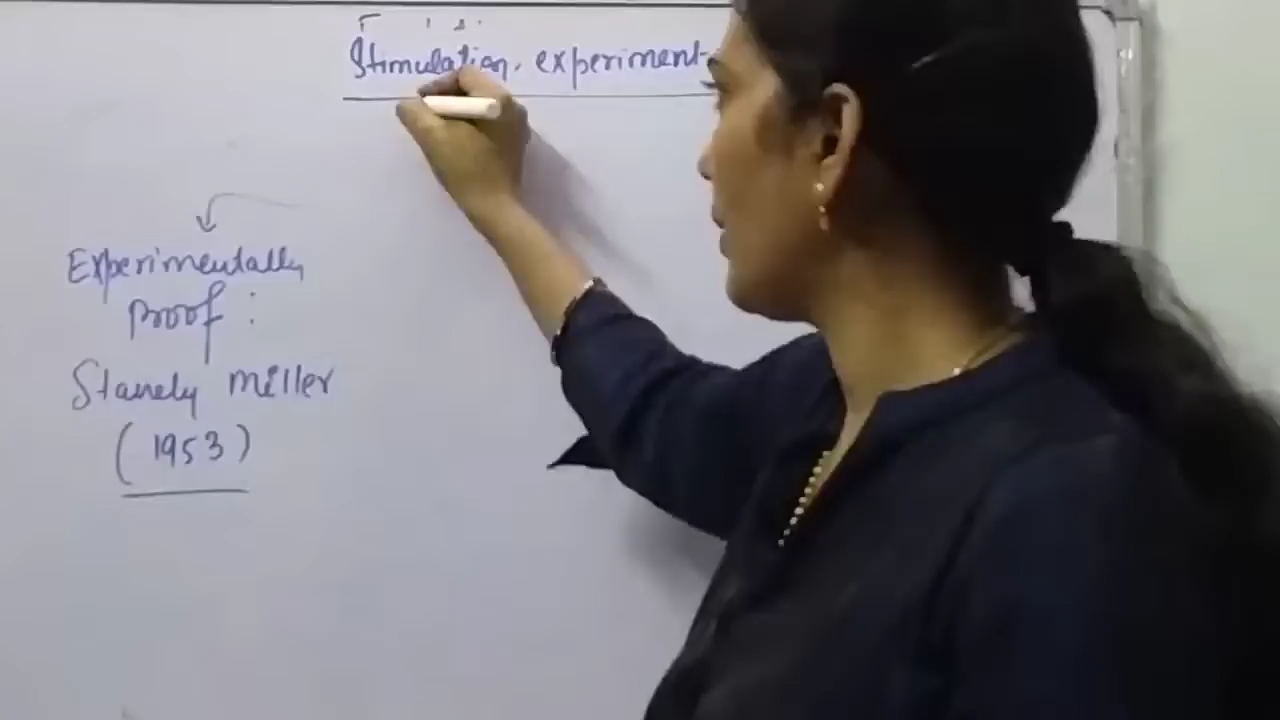 Stimulation experiment
Experimentally
Proof :
Stanely Miller
(1953)